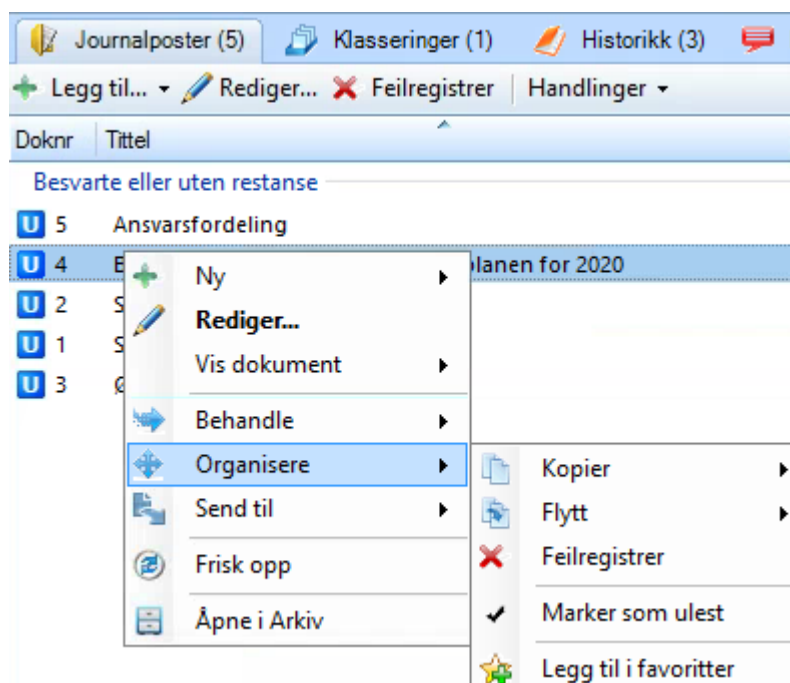 Journalposter (5) Klasseringer (1) Historikk (3)
Legg til... Rediger... Feilregistrer Handlinger
Doknr Tittel
Besvarte eller uten restanse
U 5 Ansvarsfordeling
U 4 planen for 2020
U 2 S
U 1 S
U 3 Ø
Ny
Rediger...
Vis dokument
Behandle
Organisere
Send til
Frisk opp
Åpne i Arkiv
Kopier
Flytt
Feilregistrer
Marker som ulest
Legg til i favoritter